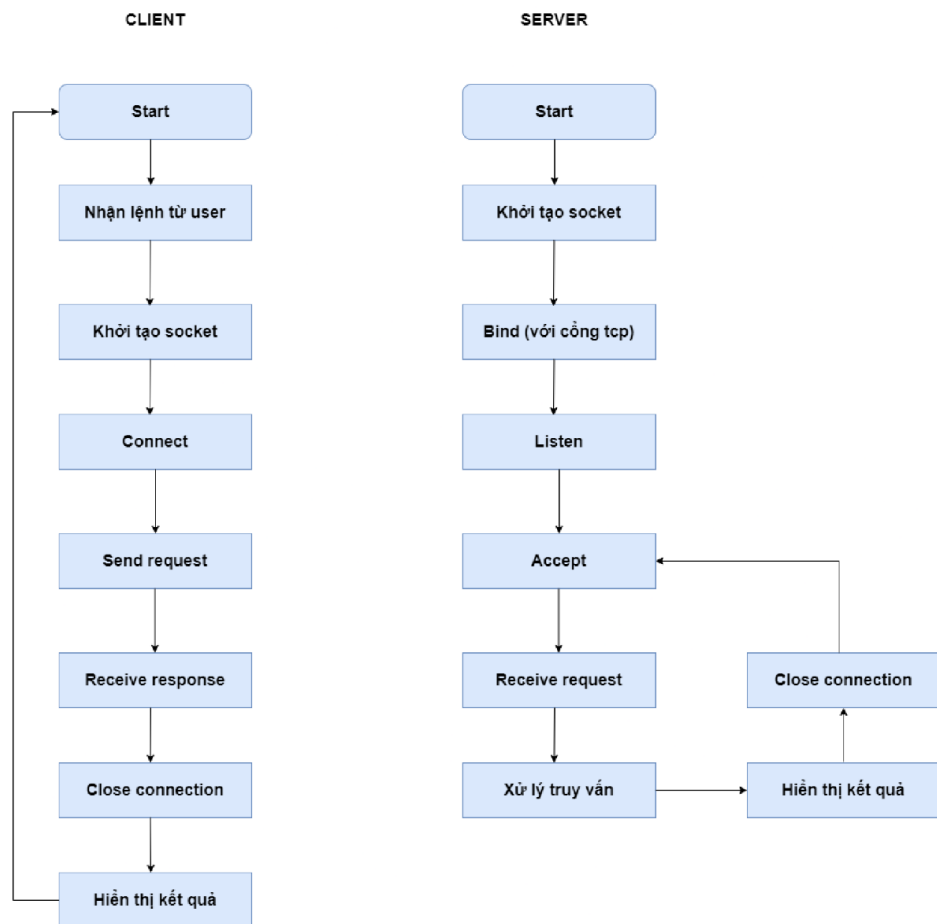 CLIENT
Start
Nhận lệnh từ user
Khởi tạo socket
Connect
Send request
Receive response
Close connection
Hiển thị kết quả
SERVER
Start
Khởi tạo socket
Bind (với cổng tcp)
Listen
Accept
Receive request
Xử lý truy vấn
Hiển thị kết quả
Close connection